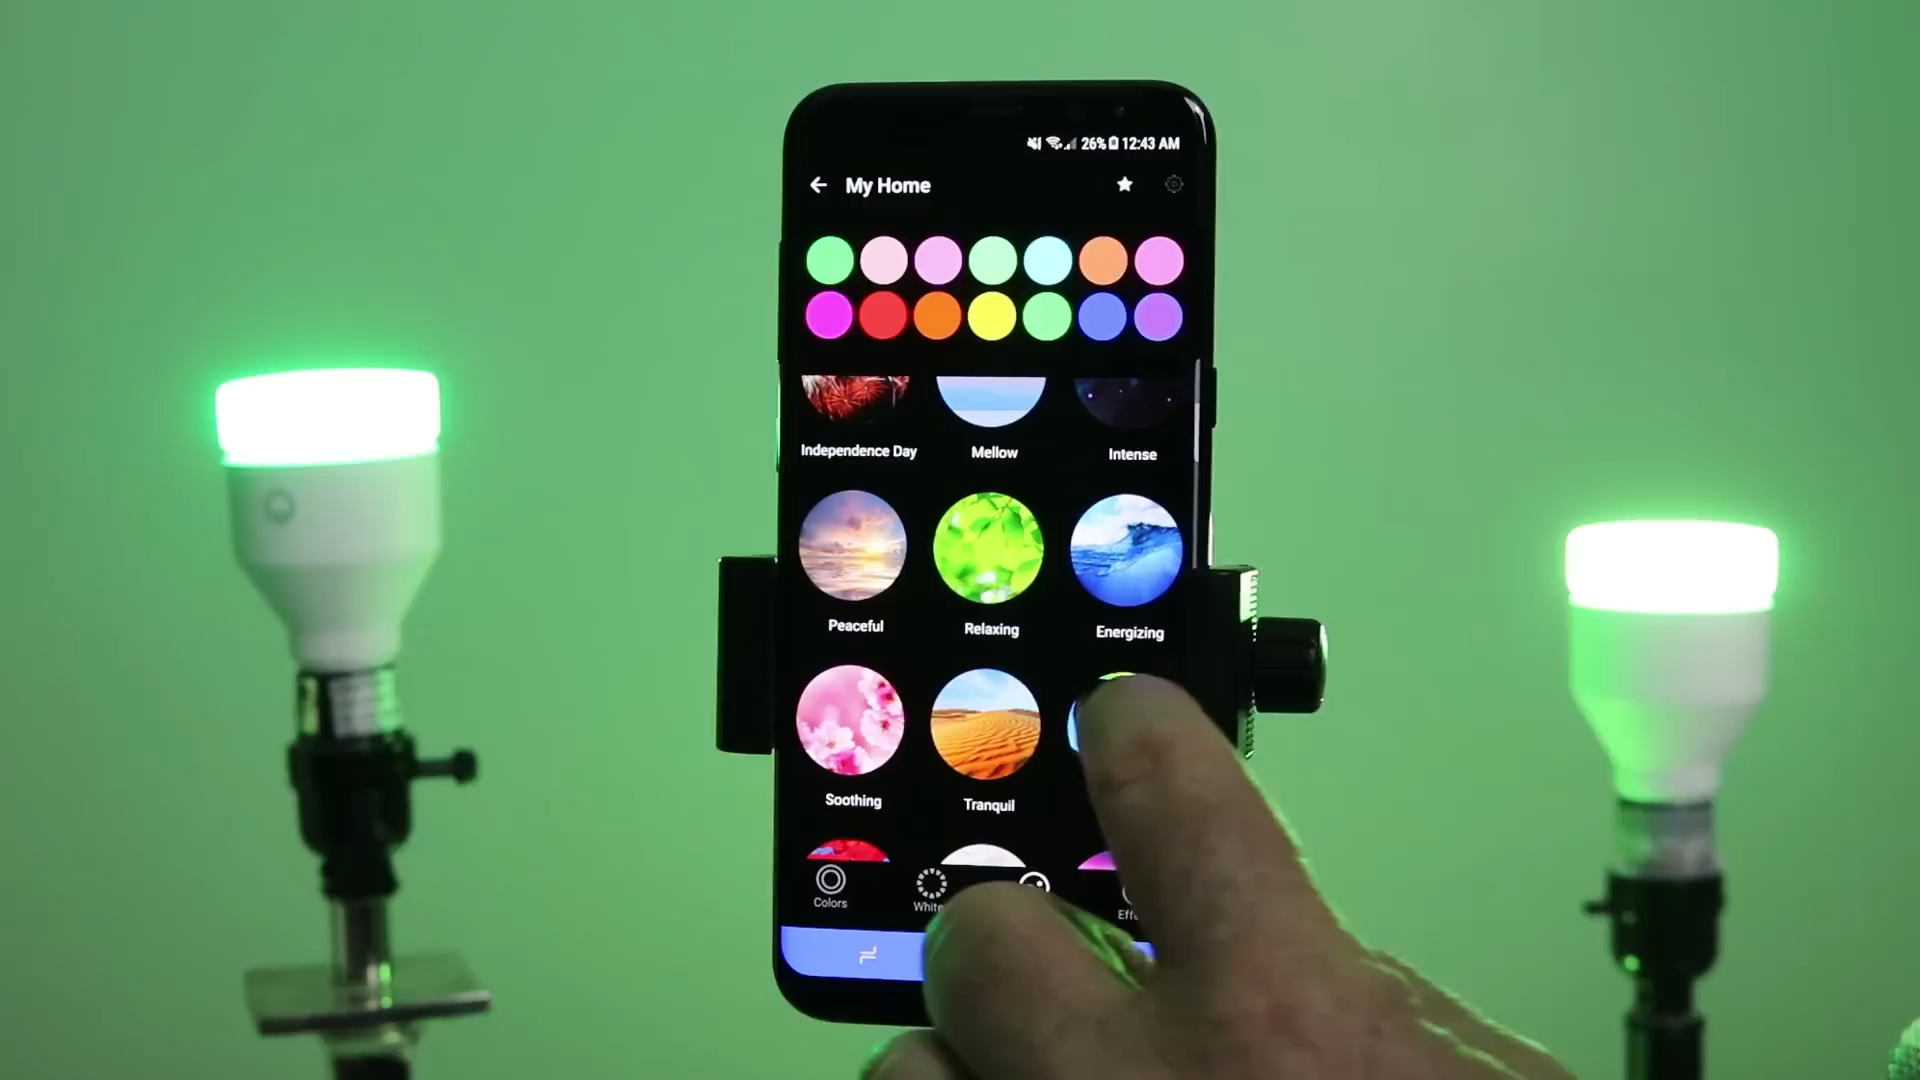 26% 12:43 AM
My Home
Independence Day
Mellow
Intense
Peaceful
Relaxing
Energizing
Soothing
Tranquil
Colors